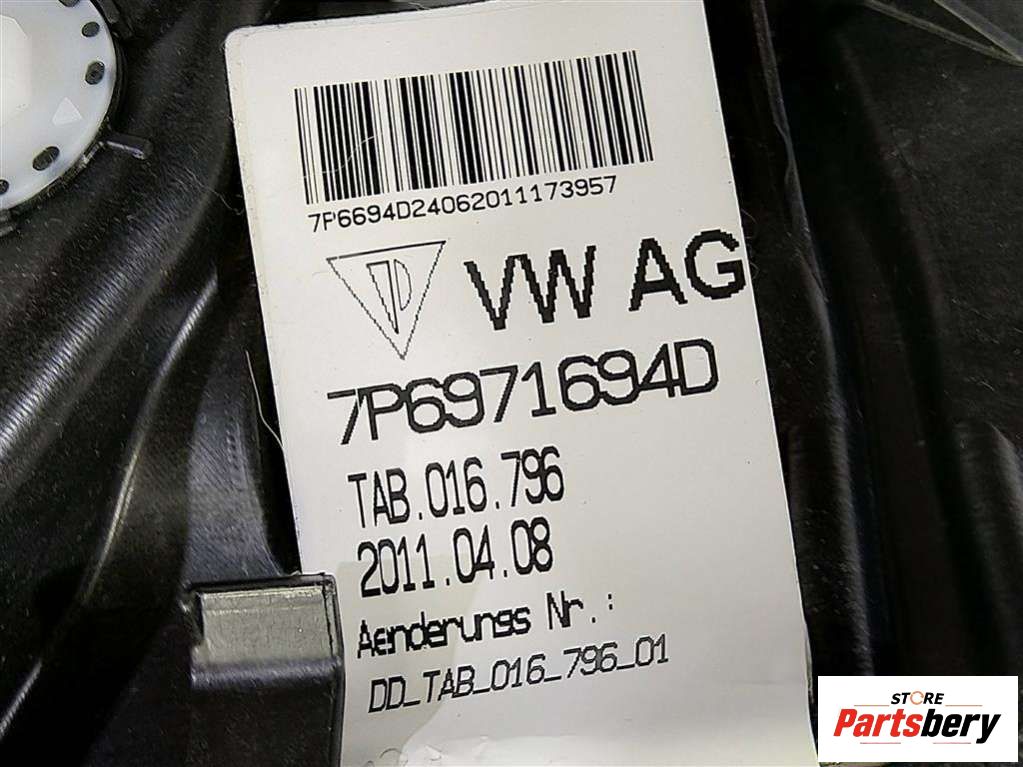 7P6694D24062011173957
VW AG
7P6971694D
TAB.016.796
2011.04.08
Aenderungs Nr.:
DD_TAB_016_796_01
STORE
Partsbery